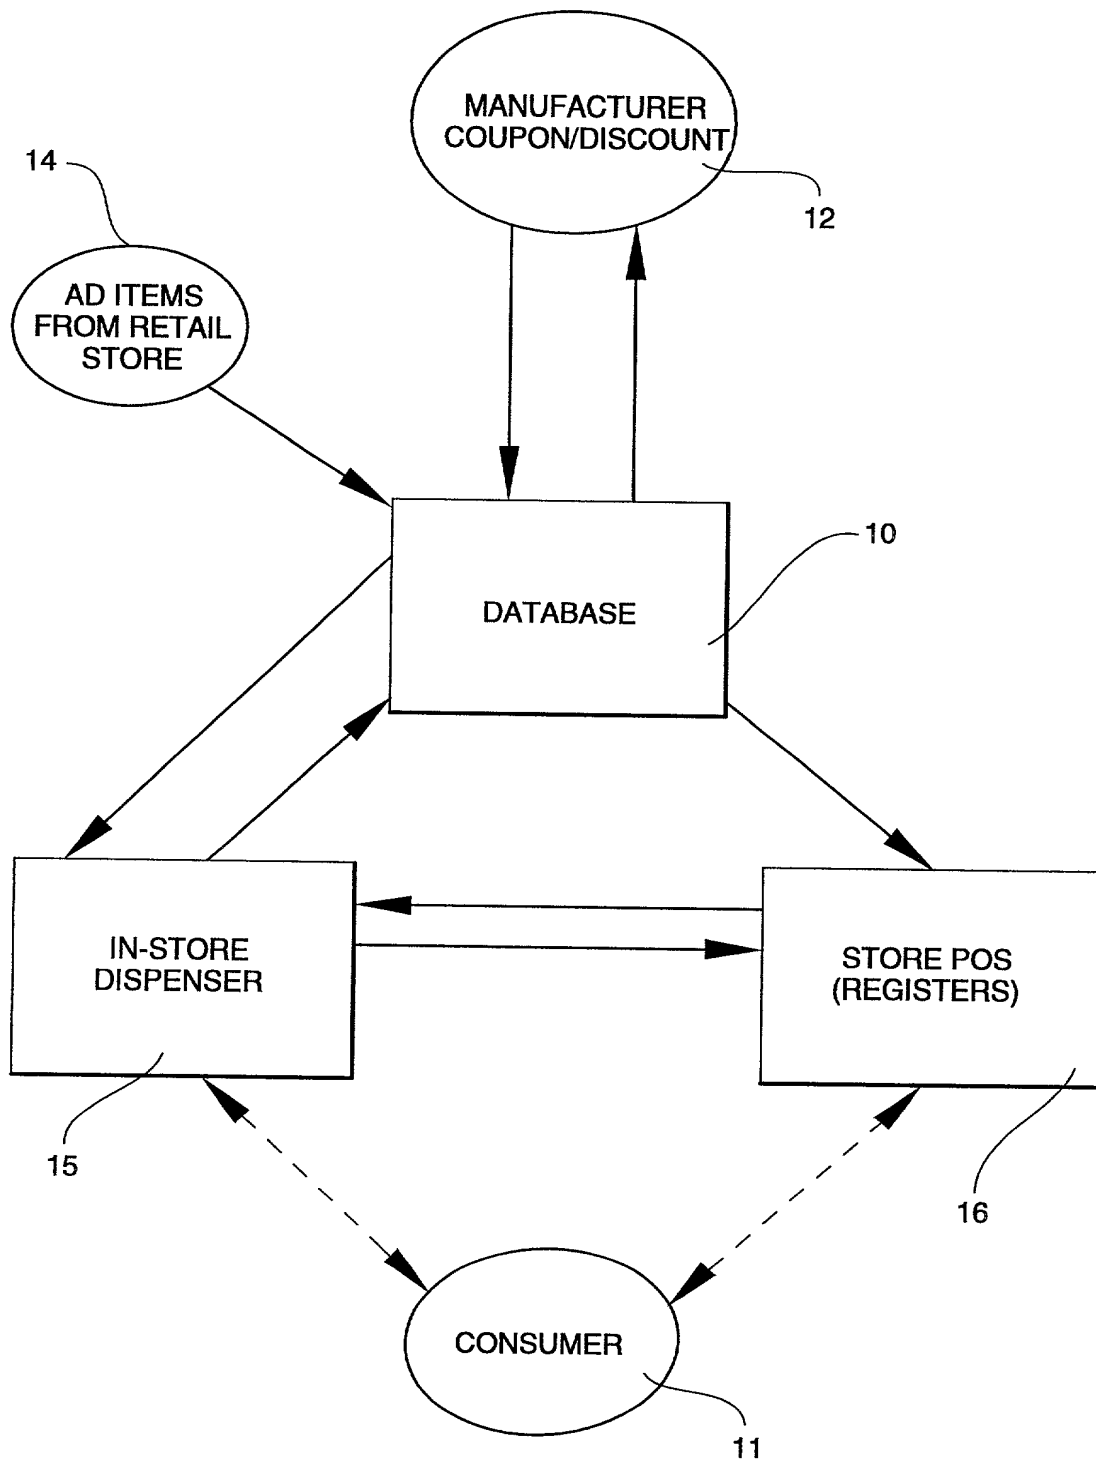 MANUFACTURER
COUPON/DISCOUNT
14
12
AD ITEMS
FROM RETAIL
STORE
10
DATABASE
IN-STORE
DISPENSER
STORE POS
(REGISTERS)
15
16
CONSUMER
11